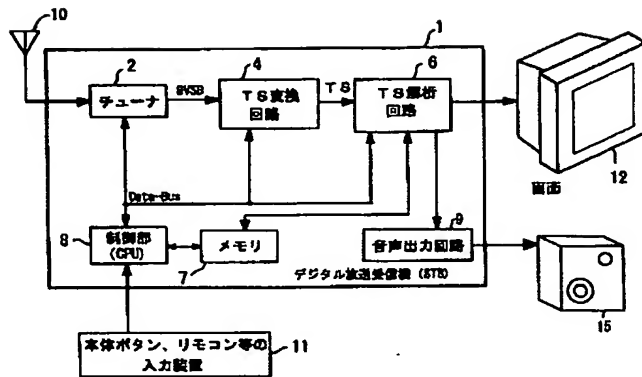 10
1
2
チューナ
8VSB
4
TS変換
回路
TS
6
TS解析
回路
12
画面
Data-Bus
8
制御部
(CPU)
メモリ
7
9
音声出力回路
デジタル放送受信機(STB)
15
本体ボタン、リモコン等の
入力装置
11